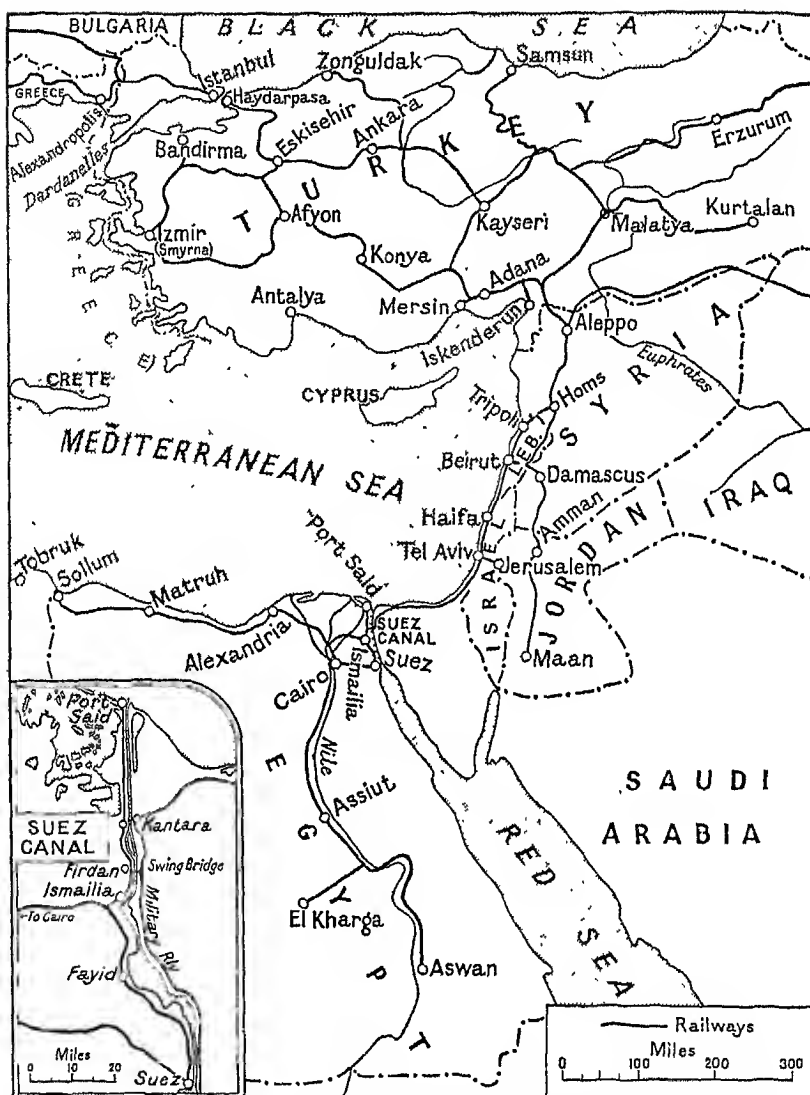 BULGARIA
BLACK SEA
GREECE
Istanbul
Haydarpasa
Zonguldak
Samsun
Alexandropolis
Dardanelles
Bandirma
Eskisehir
Ankara
Erzurum
TURKEY
GREECE)
Izmir
(Smyrna)
Afyon
Konya
Kayseri
Malatya
Kurtalan
Antalya
Mersin
Adana
Iskenderun
Aleppo
CRETE
CYPRUS
Euphrates
SYRIA
Tripoli
Homs
LEB.
MEDITERRANEAN SEA
Beirut
Damascus
IRAQ
Haifa
Amman
Tel Aviv
Jerusalem
ISRAEL
JORDAN
Tobruk
Sollum
Matruh
Port Said
Alexandria
SUEZ
CANAL
Ismailia
Suez
ISRAEL
Maan
Cairo
Nile
EGYPT
Assiut
SAUDI
ARABIA
RED SEA
El Kharga
Aswan
Port
Said
SUEZ
CANAL
Kantara
Firdan
Swing Bridge
Ismailia
Military Rly
To Cairo
Fayid
Miles
0 20
Suez
Railways
Miles
0 100 200 300